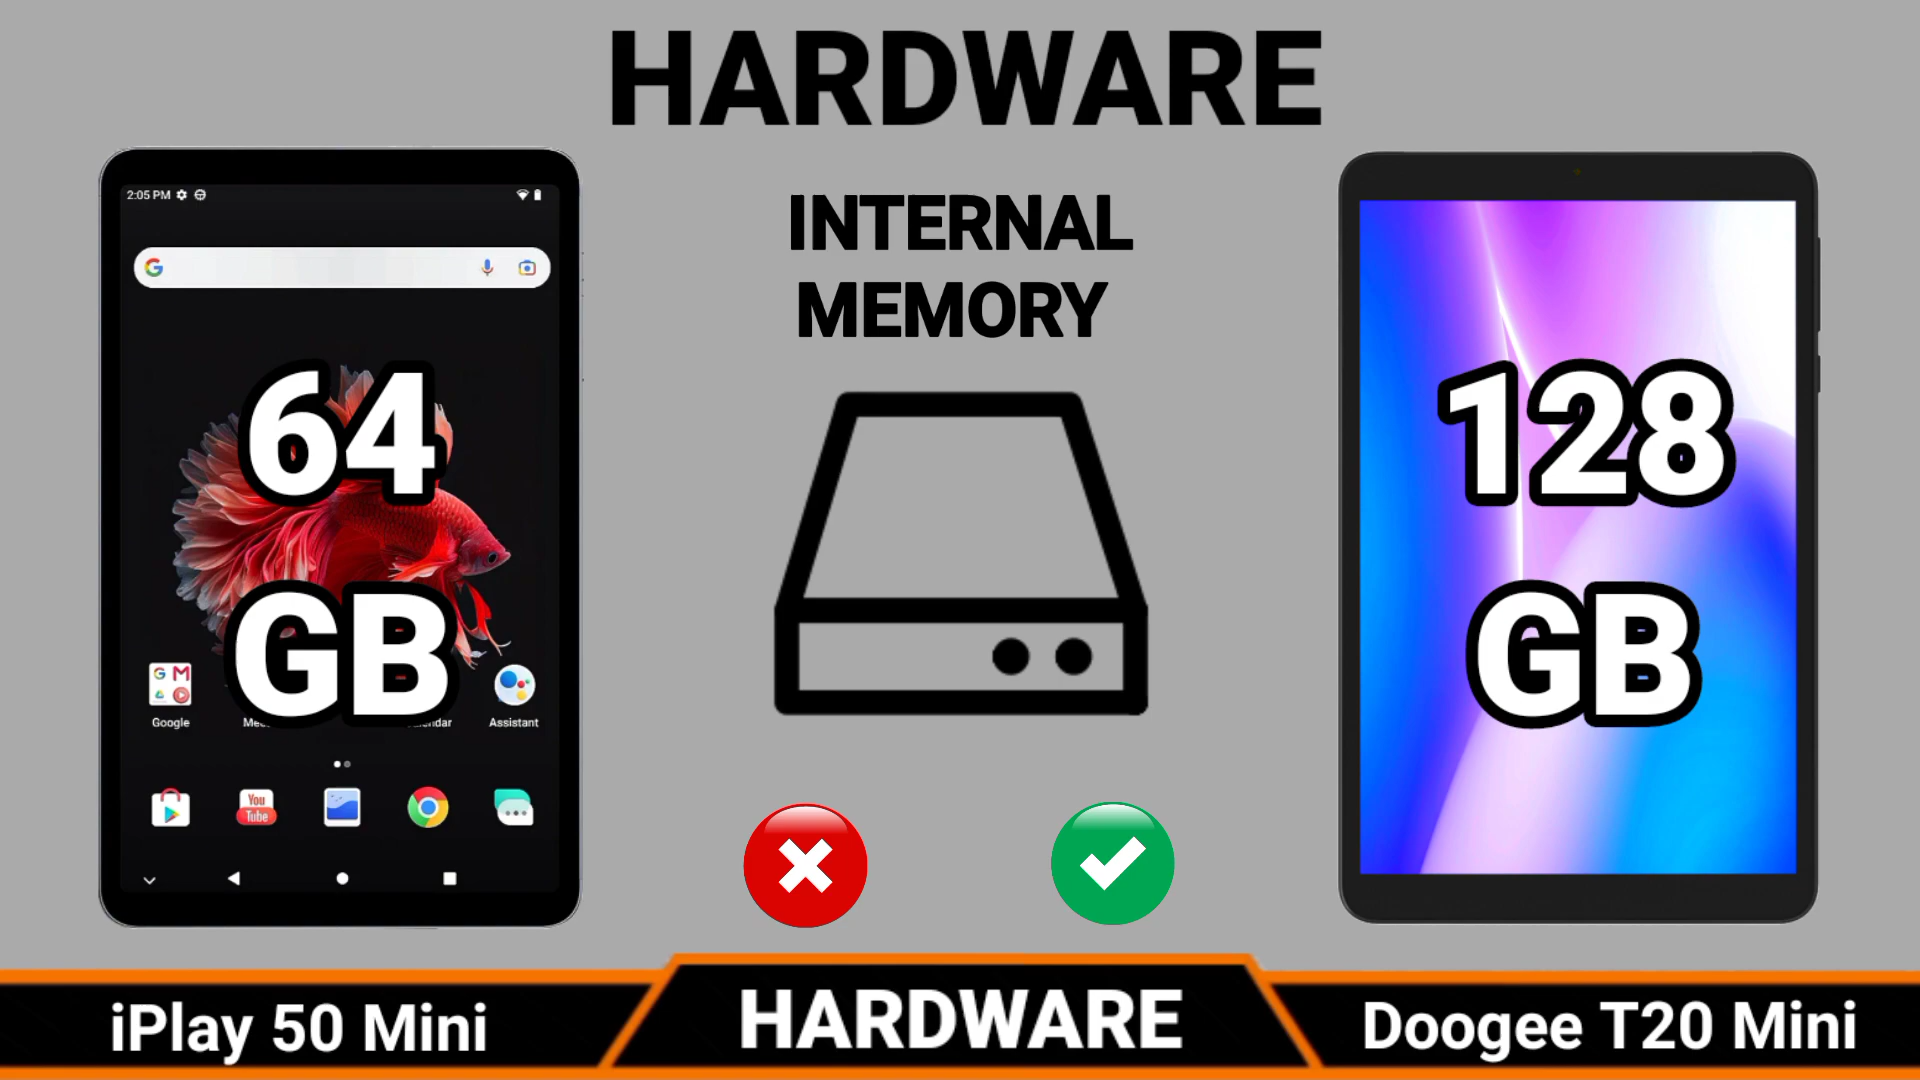 HARDWARE
INTERNAL
MEMORY
2:05 PM
64
GB
128
GB
Google
Assistant
You
Tube
iPlay 50 Mini
HARDWARE
Doogee T20 Mini